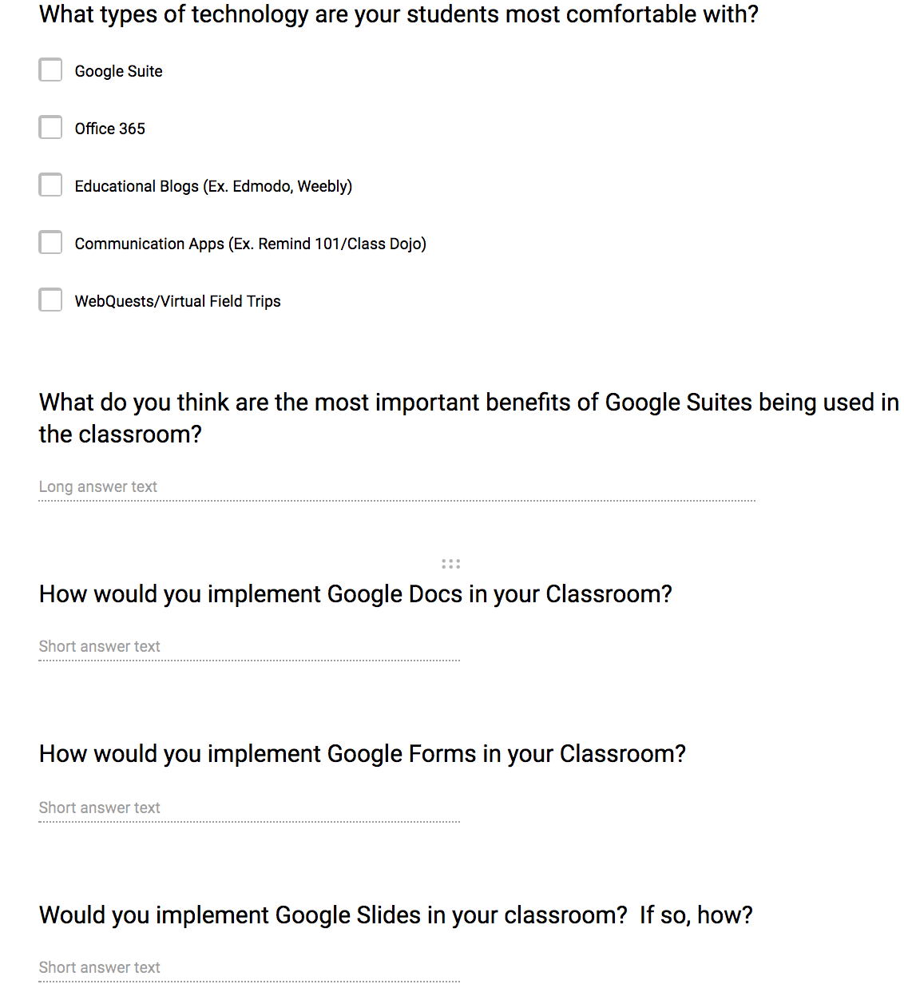 What types of technology are your students most comfortable with?
Google Suite
Office 365
Educational Blogs (Ex. Edmodo, Weebly)
Communication Apps (Ex. Remind 101/Class Dojo)
WebQuests/Virtual Field Trips
What do you think are the most important benefits of Google Suites being used in
the classroom?
Long answer text
How would you implement Google Docs in your Classroom?
Short answer text
How would you implement Google Forms in your Classroom?
Short answer text
Would you implement Google Slides in your classroom?  If so, how?
Short answer text